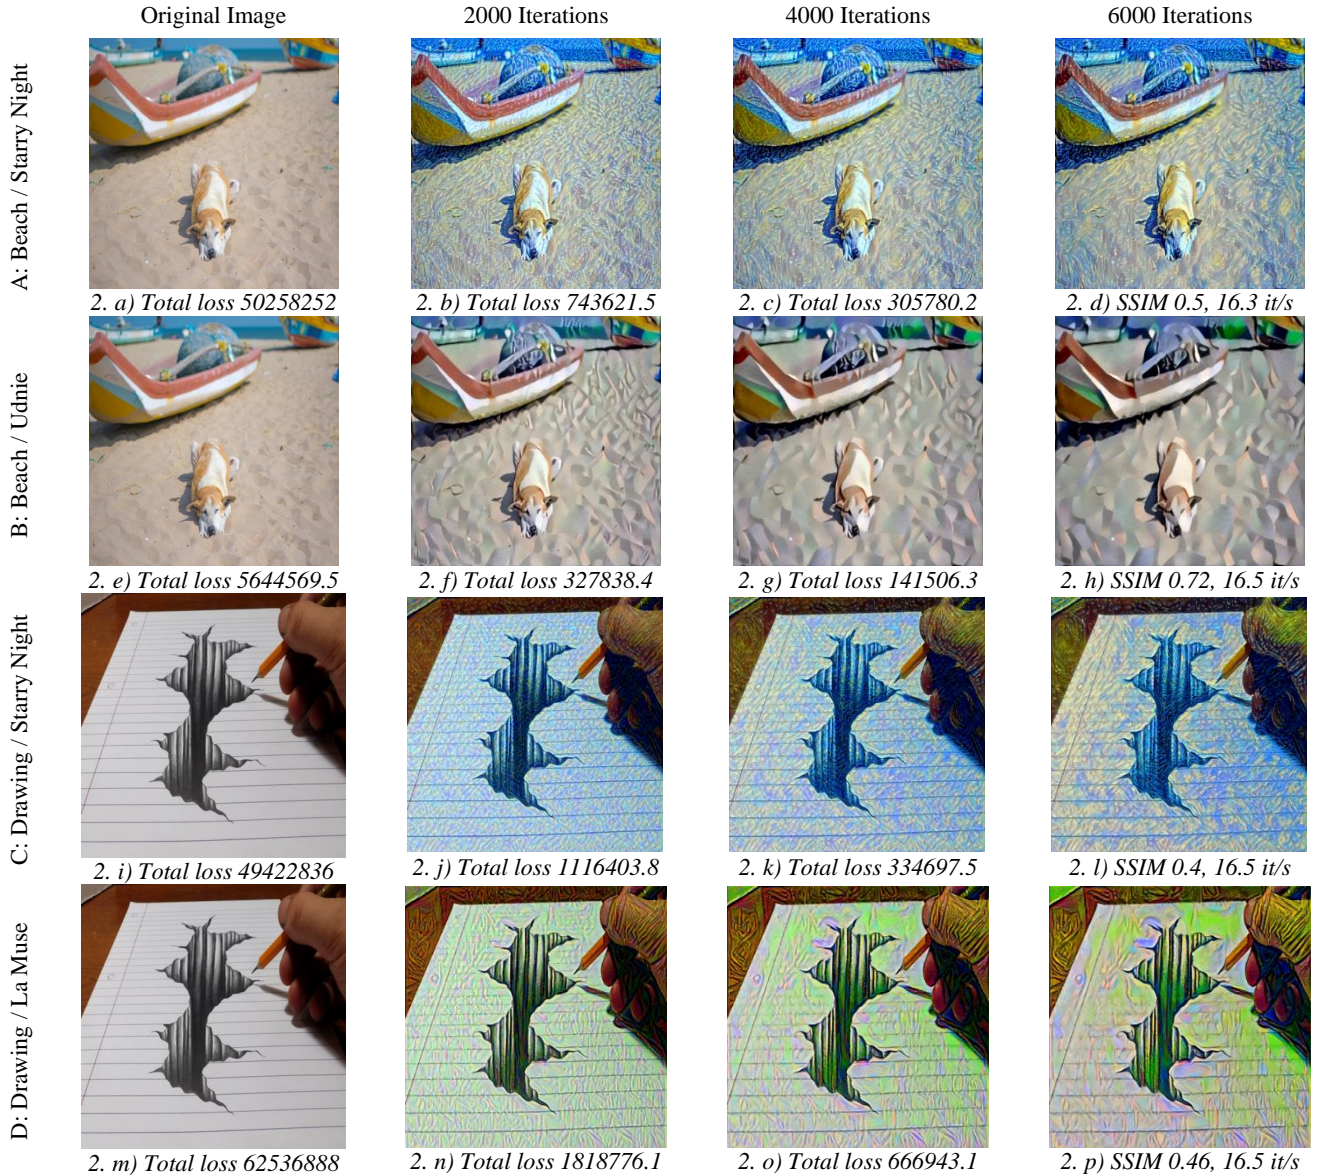 Original Image 2000 Iterations 4000 Iterations 6000 Iterations
A: Beach / Starry Night
2. a) Total loss 50258252 2. b) Total loss 743621.5 2. c) Total loss 305780.2 2. d) SSIM 0.5, 16.3 it/s
B: Beach / Udnie
2. e) Total loss 5644569.5 2. f) Total loss 327838.4 2. g) Total loss 141506.3 2. h) SSIM 0.72, 16.5 it/s
C: Drawing / Starry Night
2. i) Total loss 49422836 2. j) Total loss 1116403.8 2. k) Total loss 334697.5 2. l) SSIM 0.4, 16.5 it/s
D: Drawing / La Muse
2. m) Total loss 62536888 2. n) Total loss 1818776.1 2. o) Total loss 666943.1 2. p) SSIM 0.46, 16.5 it/s